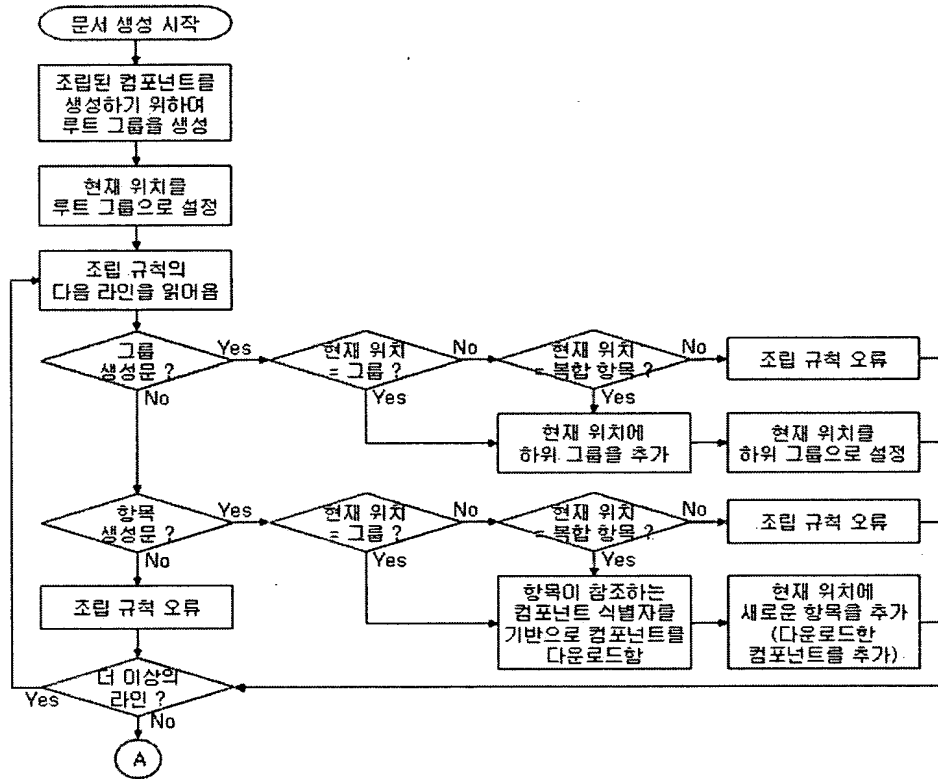 문서 생성 시작
조립된 컴포넌트를
생성하기 위하여
루트 그룹을 생성
현재 위치를
루트 그룹으로 설정
조립 규칙의
다음 라인을 읽어옴
그룹
생성문 ?
Yes
No
현재 위치
= 그룹 ?
No
Yes
현재 위치
= 복합 항목 ?
No
Yes
조립 규칙 오류
현재 위치에
하위 그룹을 추가
현재 위치를
하위 그룹으로 설정
항목
생성문 ?
Yes
No
현재 위치
= 그룹 ?
No
Yes
현재 위치
= 복합 항목 ?
No
Yes
조립 규칙 오류
조립 규칙 오류
항목이 참조하는
컴포넌트 식별자를
기반으로 컴포넌트를
다운로드함
현재 위치에
새로운 항목을 추가
(다운로드한
컴포넌트를 추가)
더 이상의
라인 ?
Yes
No
A